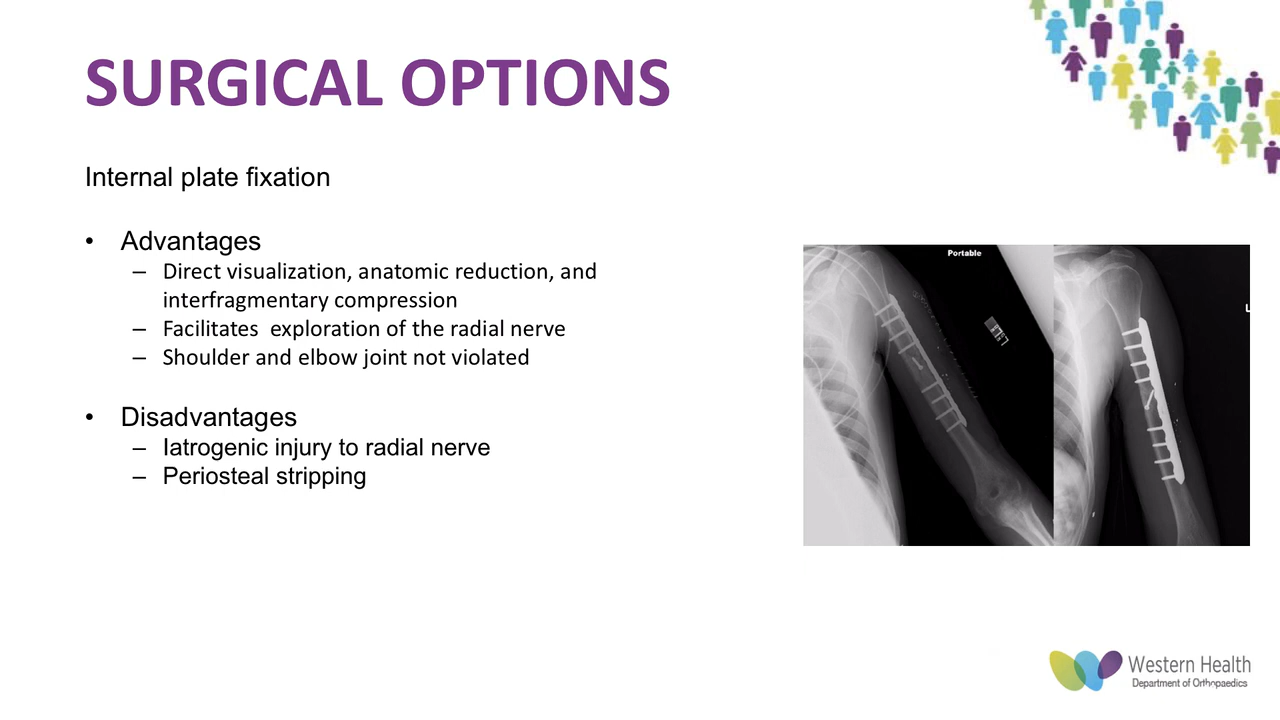 SURGICAL OPTIONS
Internal plate fixation
• Advantages
– Direct visualization, anatomic reduction, and
interfragmentary compression
– Facilitates  exploration of the radial nerve
– Shoulder and elbow joint not violated
• Disadvantages
– Iatrogenic injury to radial nerve
– Periosteal stripping
Portable
L
Western Health
Department of Orthopaedics